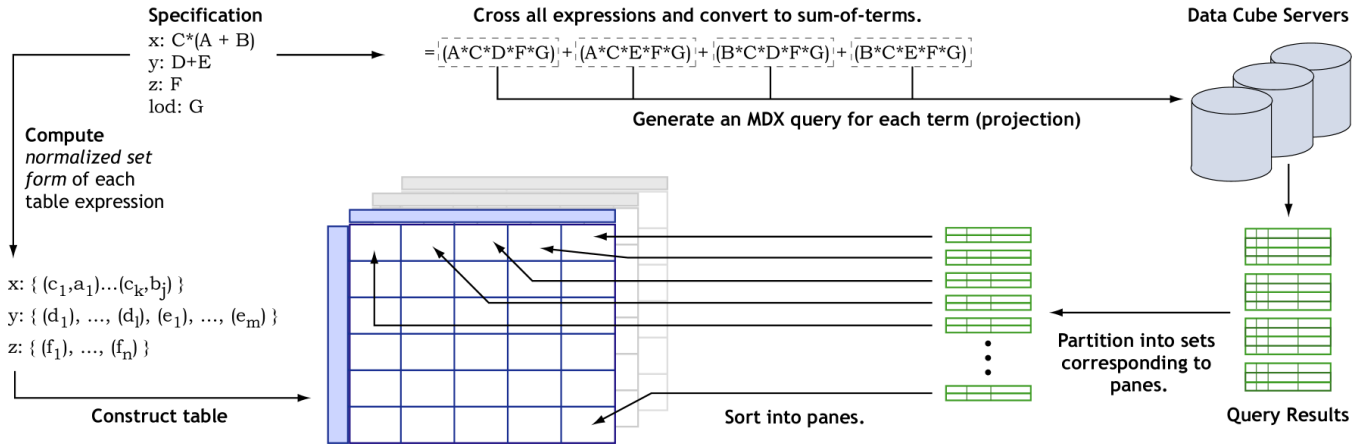 Specification
x: C*(A + B)
y: D+E
z: F
lod: G
Cross all expressions and convert to sum-of-terms.
= (A*C*D*F*G) + (A*C*E*F*G) + (B*C*D*F*G) + (B*C*E*F*G)
Generate an MDX query for each term (projection)
Data Cube Servers
Compute
normalized set
form of each
table expression
x: { (c₁,a₁)...(cₖ,bⱼ) }
y: { (d₁), ..., (dₗ), (e₁), ..., (eₘ) }
z: { (f₁), ..., (fₙ) }
Construct table
Sort into panes.
Partition into sets
corresponding to
panes.
Query Results